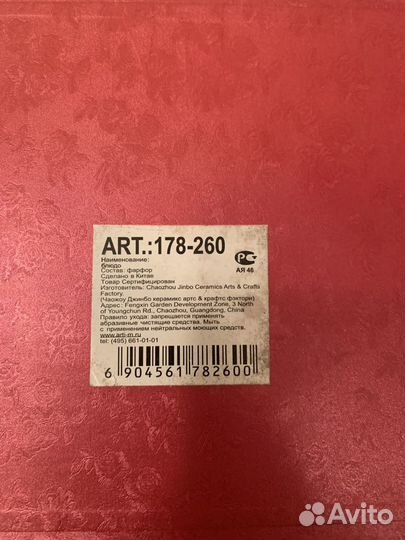 ART.:178-260
Наименование:
блюдо
Состав: фарфор
Сделано в Китае
Товар Сертифицирован
АЯ 46
Изготовитель: Chaozhou Jinbo Ceramics Arts & Crafts
Factory.
(Чаожоу Джинбо керамикс артс & крафтс фэктори)
Адрес: Fengxin Garden Development Zone, 3 North
of Youngchun Rd., Chaozhou, Guangdong, China
Правило ухода: запрещается применять
абразивные чистящие средства. Мыть
с применением нейтральных моющих средств.
www.arti-m.ru
tel: (495) 661-01-01
6 904561 782600
Avito